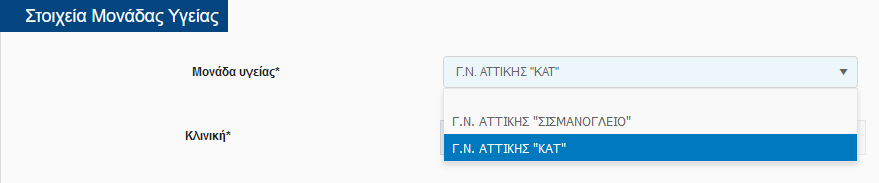 Στοιχεία Μονάδας Υγείας
Μονάδα υγείας* Γ.Ν. ΑΤΤΙΚΗΣ "ΚΑΤ"
Γ.Ν. ΑΤΤΙΚΗΣ "ΣΙΣΜΑΝΟΓΛΕΙΟ"
Κλινική*
Γ.Ν. ΑΤΤΙΚΗΣ "ΚΑΤ"